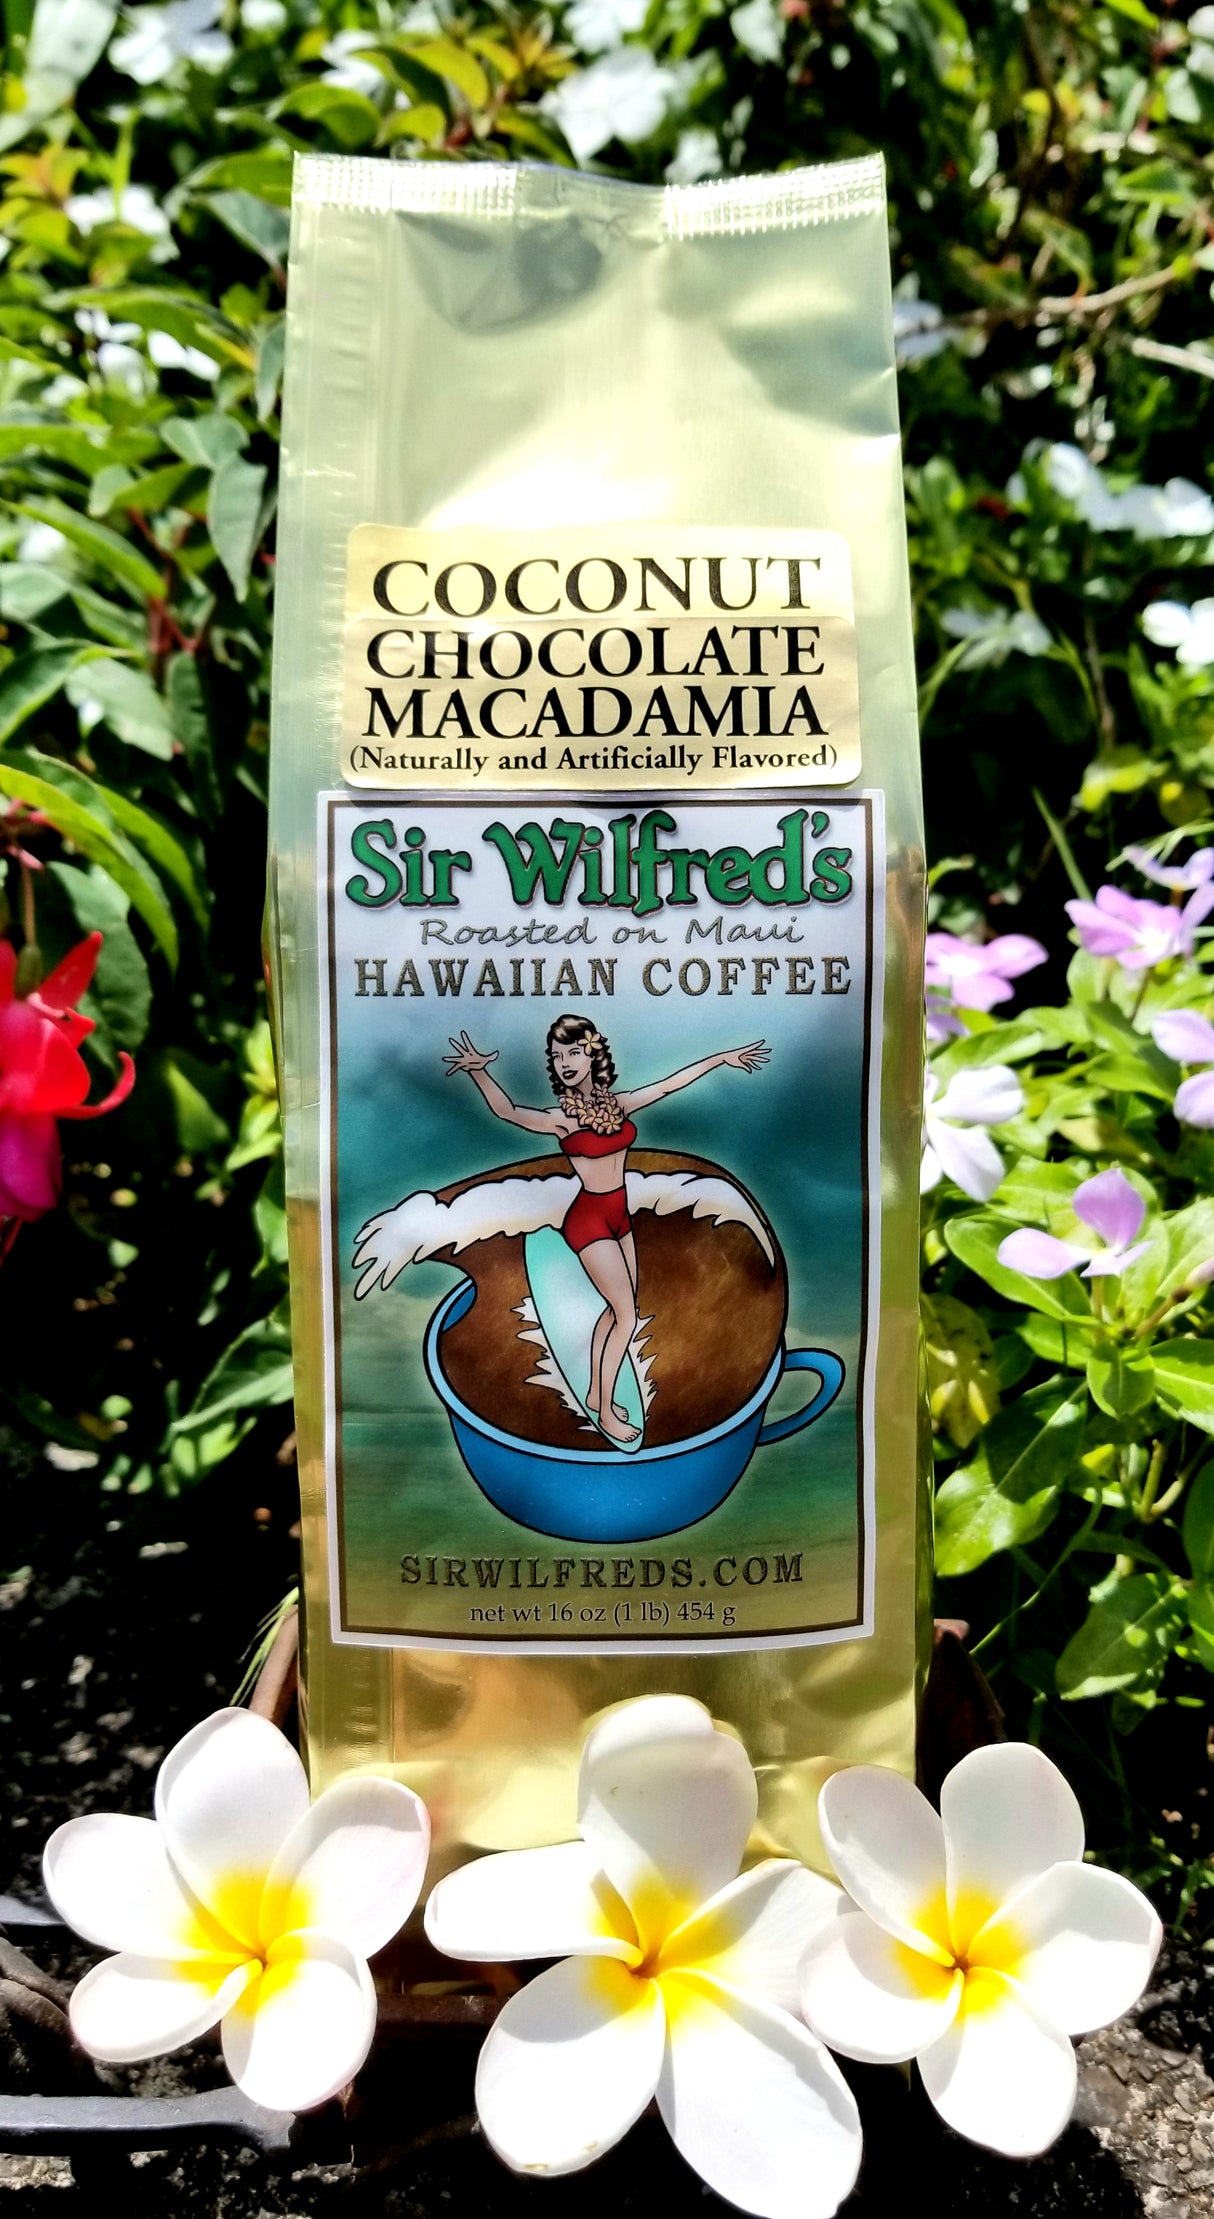 COCONUT
CHOCOLATE
MACADAMIA
(Naturally and Artificially Flavored)
Sir Wilfred's
Roasted on Maui
HAWAIIAN COFFEE
SIRWILFREDS.COM
net wt 16 oz (1 lb) 454 g